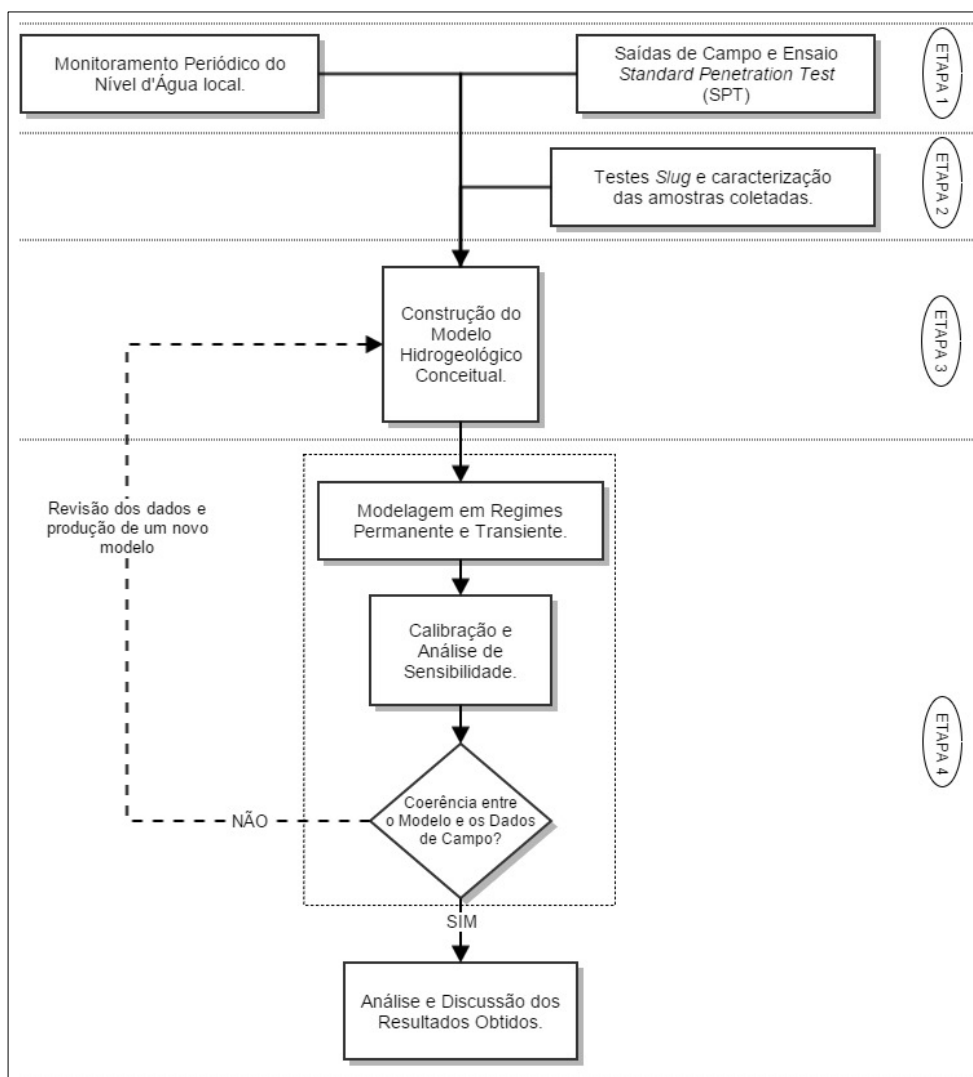 Monitoramento Periódico do
Nível d'Água local.
Saídas de Campo e Ensaio
Standard Penetration Test
(SPT)
ETAPA 1
Testes Slug e caracterização
das amostras coletadas.
ETAPA 2
Construção do
Modelo
Hidrogeológico
Conceitual.
ETAPA 3
Revisão dos dados e
produção de um novo
modelo
Modelagem em Regimes
Permanente e Transiente.
Calibração e
Análise de
Sensibilidade.
ETAPA 4
Coerência entre
o Modelo e os Dados
de Campo?
NÃO
SIM
Análise e Discussão dos
Resultados Obtidos.